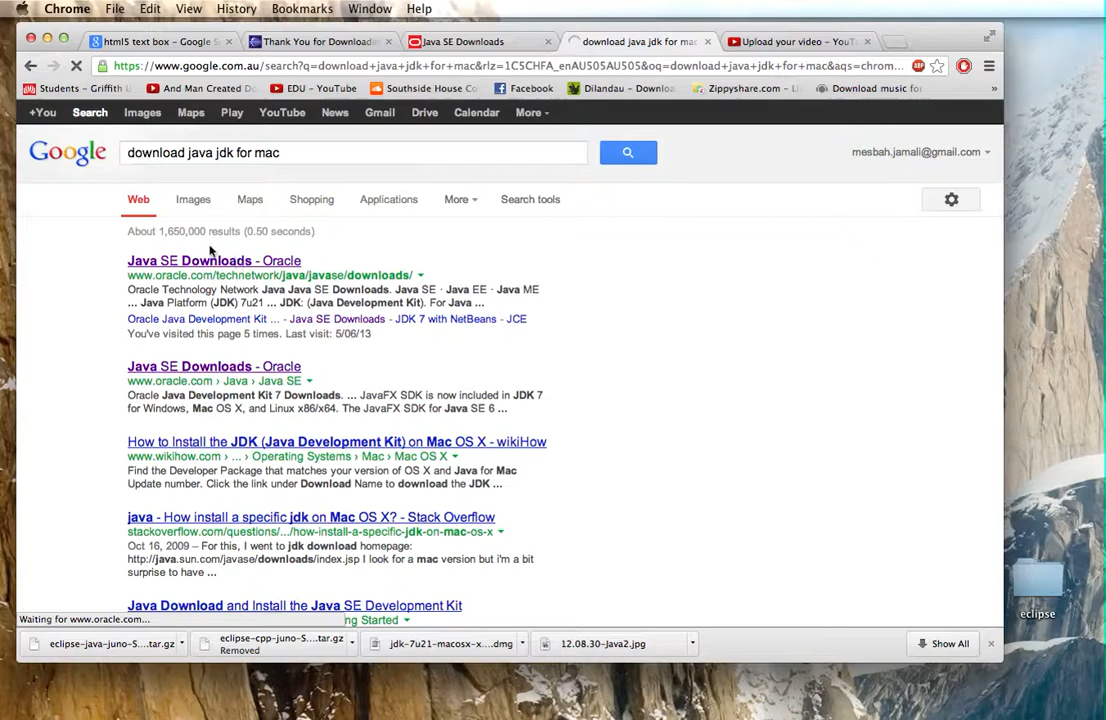 Chrome File Edit View History Bookmarks Window Help
html5 text box - Google S
Thank You for Downloadin
Java SE Downloads
download java jdk for mac
Upload your video - YouT
https://www.google.com.au/search?q=download+java+jdk+for+mac&rlz=1C5CHFA_enAU505AU505&oq=download+java+jdk+for+mac&aqs=chrom...
ABP
Students - Griffith U
And Man Created D
EDU - YouTube
Southside House C
Facebook
Dilandau - Downloa
Zippyshare.com - Li
Download music for
»
+You Search Images Maps Play YouTube News Gmail Drive Calendar More
Google
download java jdk for mac
mesbah.jamali@gmail.com
Web Images Maps Shopping Applications More Search tools
About 1,650,000 results (0.50 seconds)
Java SE Downloads - Oracle
www.oracle.com/technetwork/java/javase/downloads/
Oracle Technology Network Java Java SE Downloads. Java SE · Java EE · Java ME
... Java Platform (JDK) 7u21 ... JDK: (Java Development Kit). For Java ...
Oracle Java Development Kit ... - Java SE Downloads - JDK 7 with NetBeans - JCE
You've visited this page 5 times. Last visit: 5/06/13
Java SE Downloads - Oracle
www.oracle.com › Java › Java SE
Oracle Java Development Kit 7 Downloads. ... JavaFX SDK is now included in JDK 7
for Windows, Mac OS X, and Linux x86/x64. The JavaFX SDK for Java SE 6 ...
How to Install the JDK (Java Development Kit) on Mac OS X - wikiHow
www.wikihow.com › ... › Operating Systems › Mac › Mac OS X
Find the Developer Package that matches your version of OS X and Java for Mac
Update number. Click the link under Download Name to download the JDK ...
java - How install a specific jdk on Mac OS X? - Stack Overflow
stackoverflow.com/questions/.../how-install-a-specific-jdk-on-mac-os-x
Oct 16, 2009 – For this, I went to jdk download homepage:
http://java.sun.com/javase/downloads/index.jsp I look for a mac version but i'm a bit
surprise to have ...
Java Download and Install the Java SE Development Kit
Waiting for www.oracle.com...
ng Started
eclipse
eclipse-java-juno-S....tar.gz
eclipse-cpp-juno-S....tar.gz
Removed
jdk-7u21-macosx-x....dmg
12.08.30-Java2.jpg
Show All